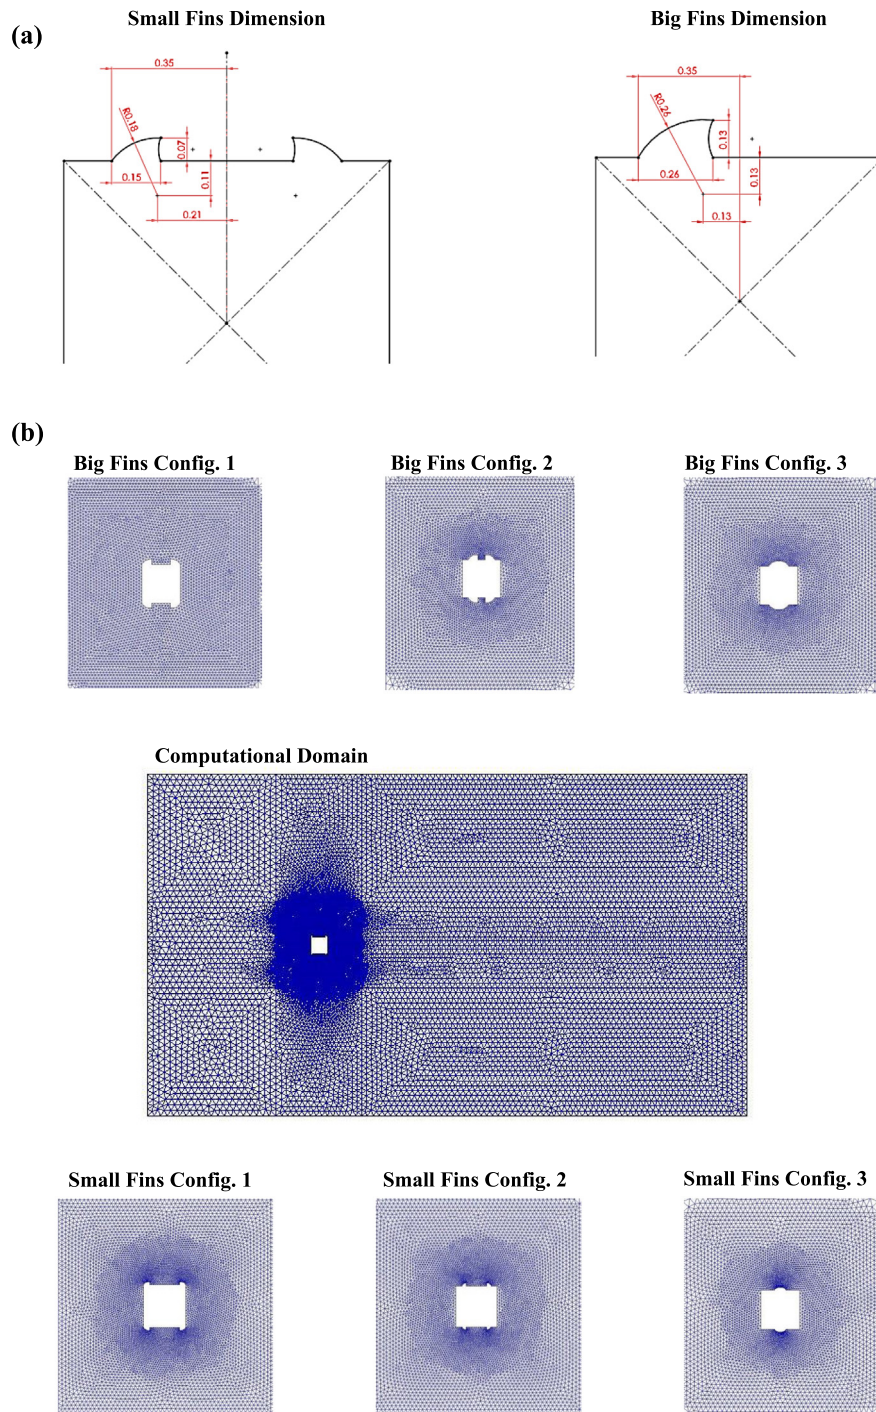 Small Fins Dimension
Big Fins Dimension
(a)
0.35
R0.18
0.07
0.15
0.11
0.21
0.35
R0.26
0.13
0.26
0.13
0.13
(b)
Big Fins Config. 1
Big Fins Config. 2
Big Fins Config. 3
Computational Domain
Small Fins Config. 1
Small Fins Config. 2
Small Fins Config. 3